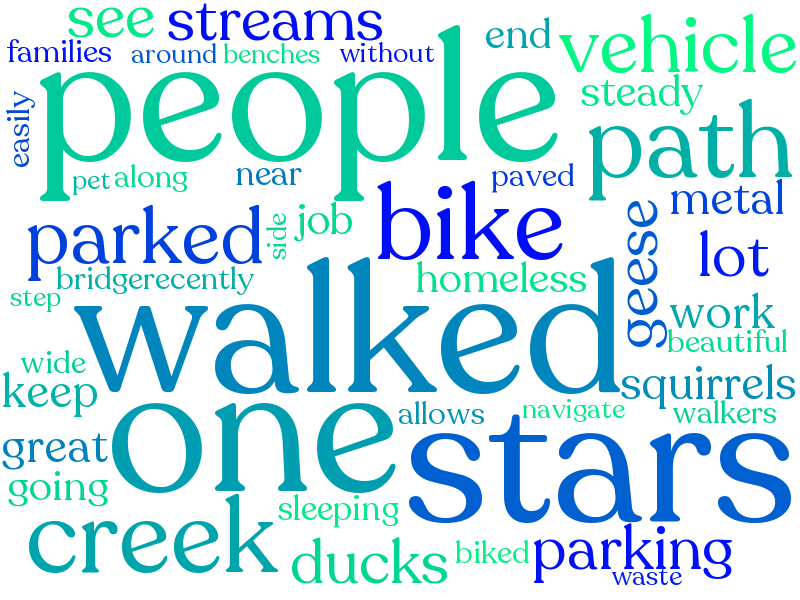 see
streams
families
around
benches
without
end
vehicle
people
steady
easily
path
pet
along
near
paved
metal
parked
side
job
bike
geese
lot
bridgerecently
homeless
step
walked
work
beautiful
wide
keep
squirrels
one
allows
navigate
walkers
great
stars
going
sleeping
creek
ducks
biked
parking
waste